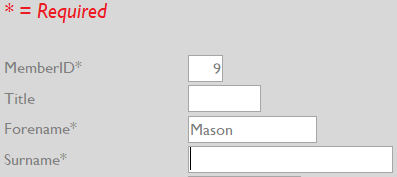 * = Required
MemberID* 9
Title
Forename* Mason
Surname*